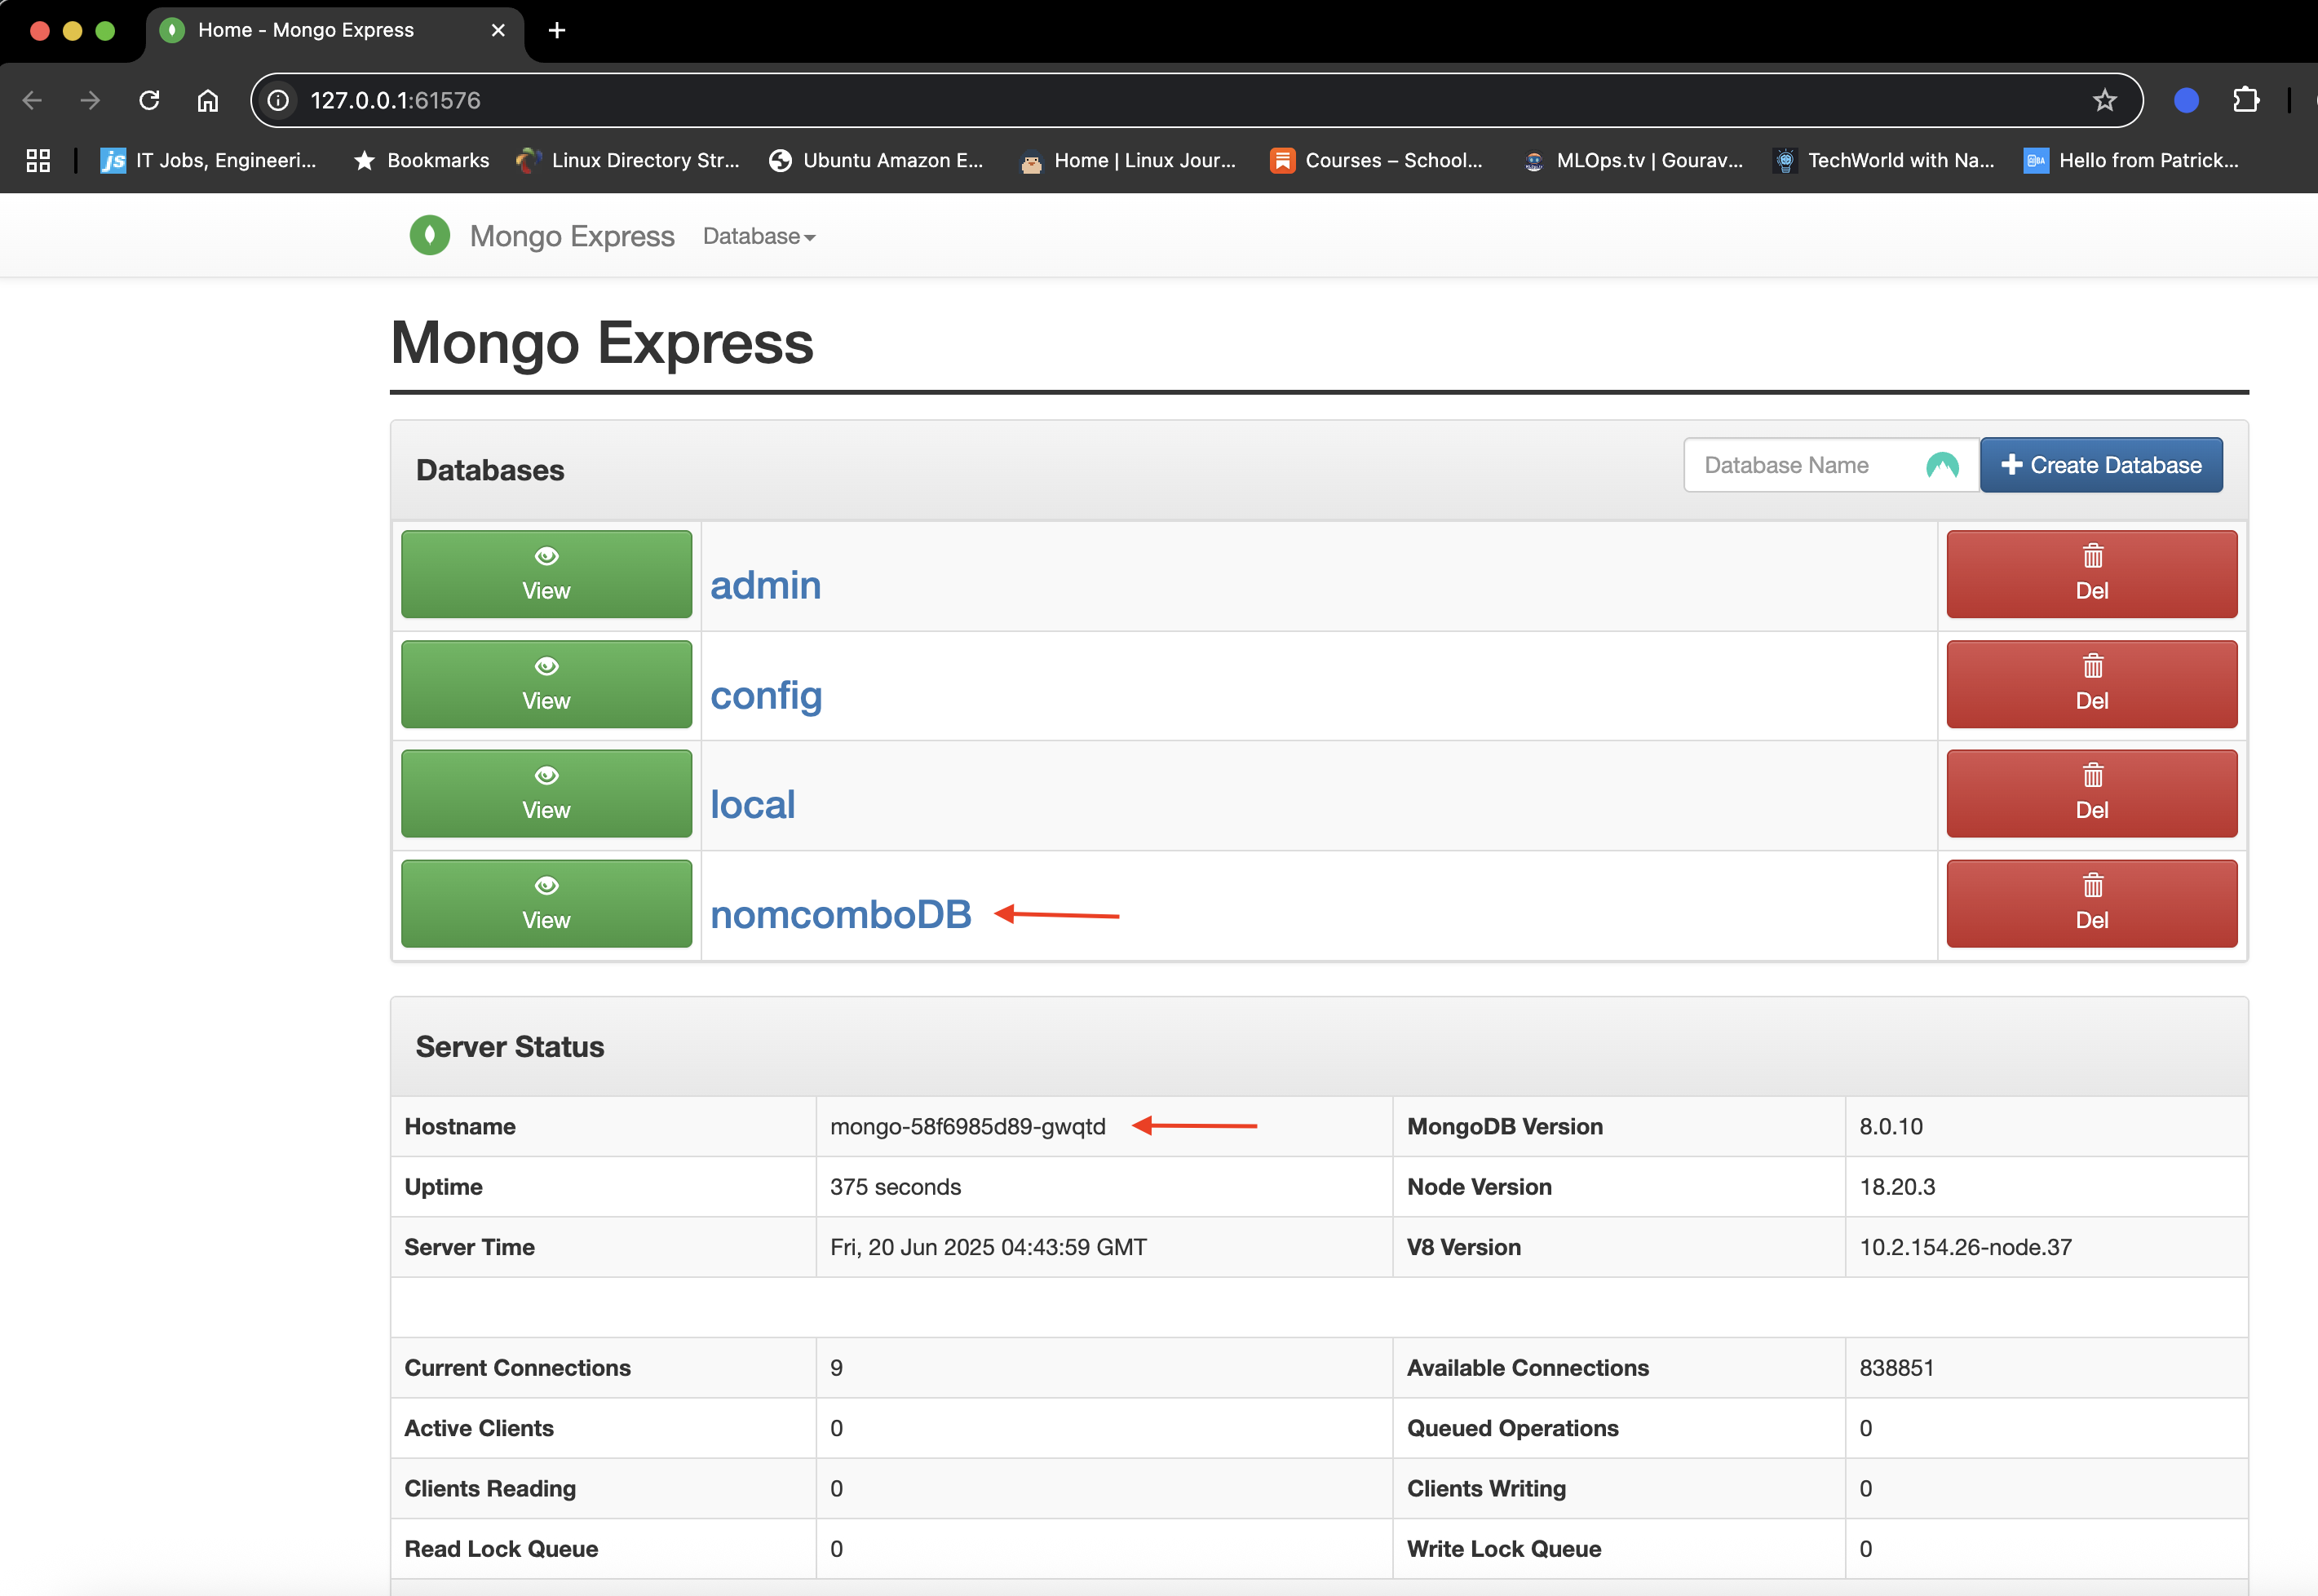 Home - Mongo Express
127.0.0.1:61576
IT Jobs, Engineeri... Bookmarks Linux Directory Str... Ubuntu Amazon E... Home | Linux Jour... Courses – School... MLOps.tv | Gourav... TechWorld with Na... Hello from Patrick...
Mongo Express Database
Mongo Express
Databases Database Name Create Database
View admin Del
View config Del
View local Del
View nomcomboDB Del
Server Status
Hostname mongo-58f6985d89-gwqtd MongoDB Version 8.0.10
Uptime 375 seconds Node Version 18.20.3
Server Time Fri, 20 Jun 2025 04:43:59 GMT V8 Version 10.2.154.26-node.37
Current Connections 9 Available Connections 838851
Active Clients 0 Queued Operations 0
Clients Reading 0 Clients Writing 0
Read Lock Queue 0 Write Lock Queue 0